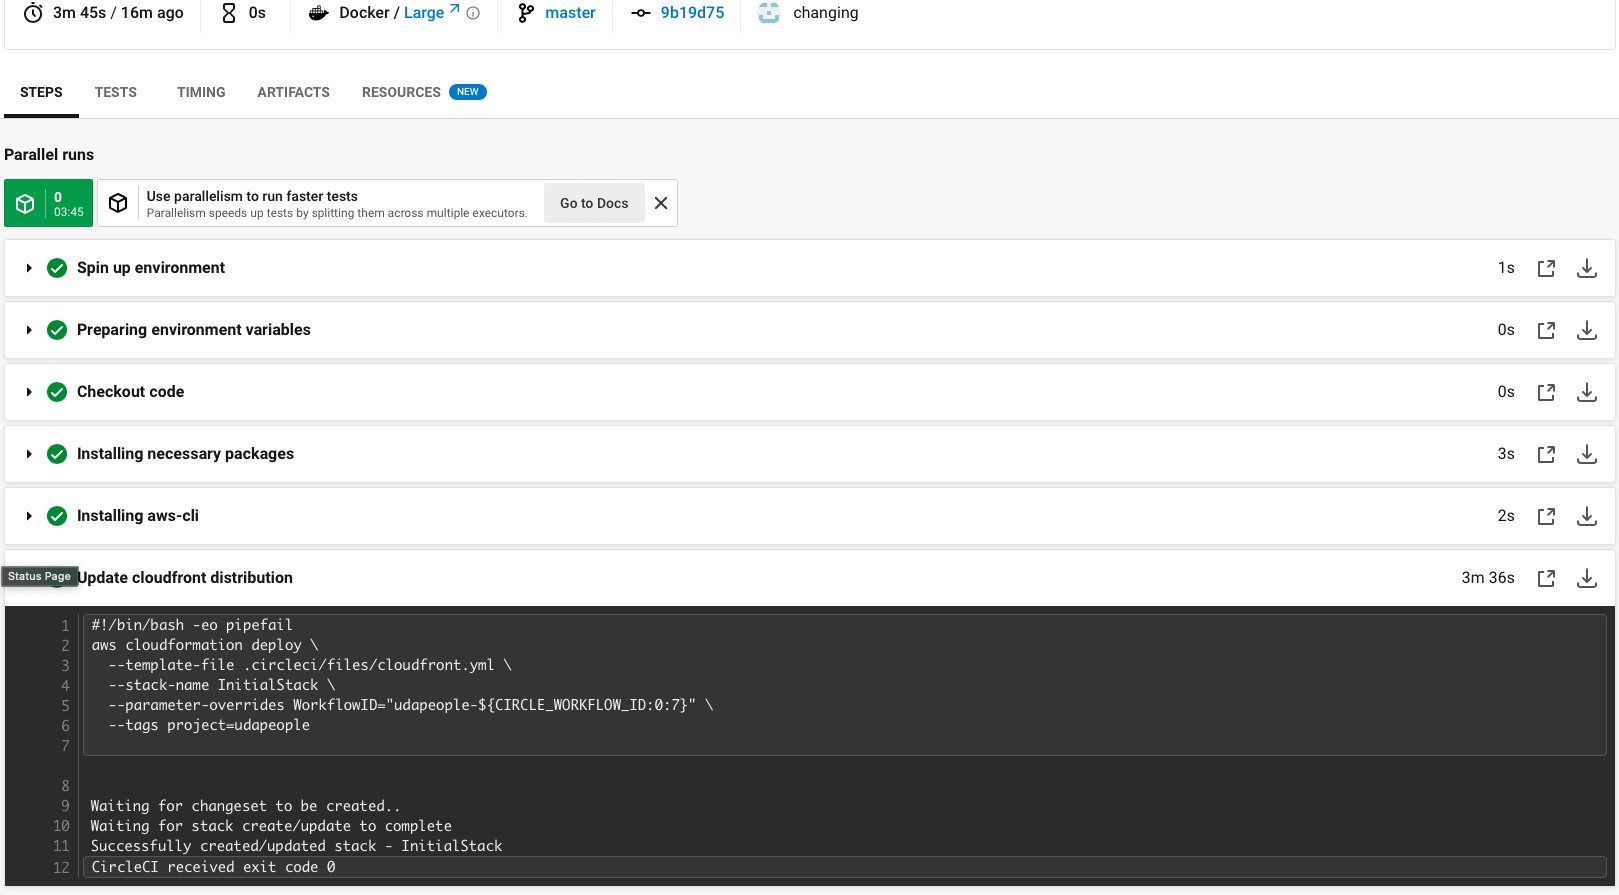 3m 45s / 16m ago 0s Docker / Large master 9b19d75 changing
STEPS TESTS TIMING ARTIFACTS RESOURCES NEW
Parallel runs
0
03:45
Use parallelism to run faster tests
Parallelism speeds up tests by splitting them across multiple executors.
Go to Docs
Spin up environment 1s
Preparing environment variables 0s
Checkout code 0s
Installing necessary packages 3s
Installing aws-cli 2s
Status Page
Update cloudfront distribution 3m 36s
1 #!/bin/bash -eo pipefail
2 aws cloudformation deploy \
3   --template-file .circleci/files/cloudfront.yml \
4   --stack-name InitialStack \
5   --parameter-overrides WorkflowID="udapeople-${CIRCLE_WORKFLOW_ID:0:7}" \
6   --tags project=udapeople
7
8
9 Waiting for changeset to be created..
10 Waiting for stack create/update to complete
11 Successfully created/updated stack - InitialStack
12 CircleCI received exit code 0